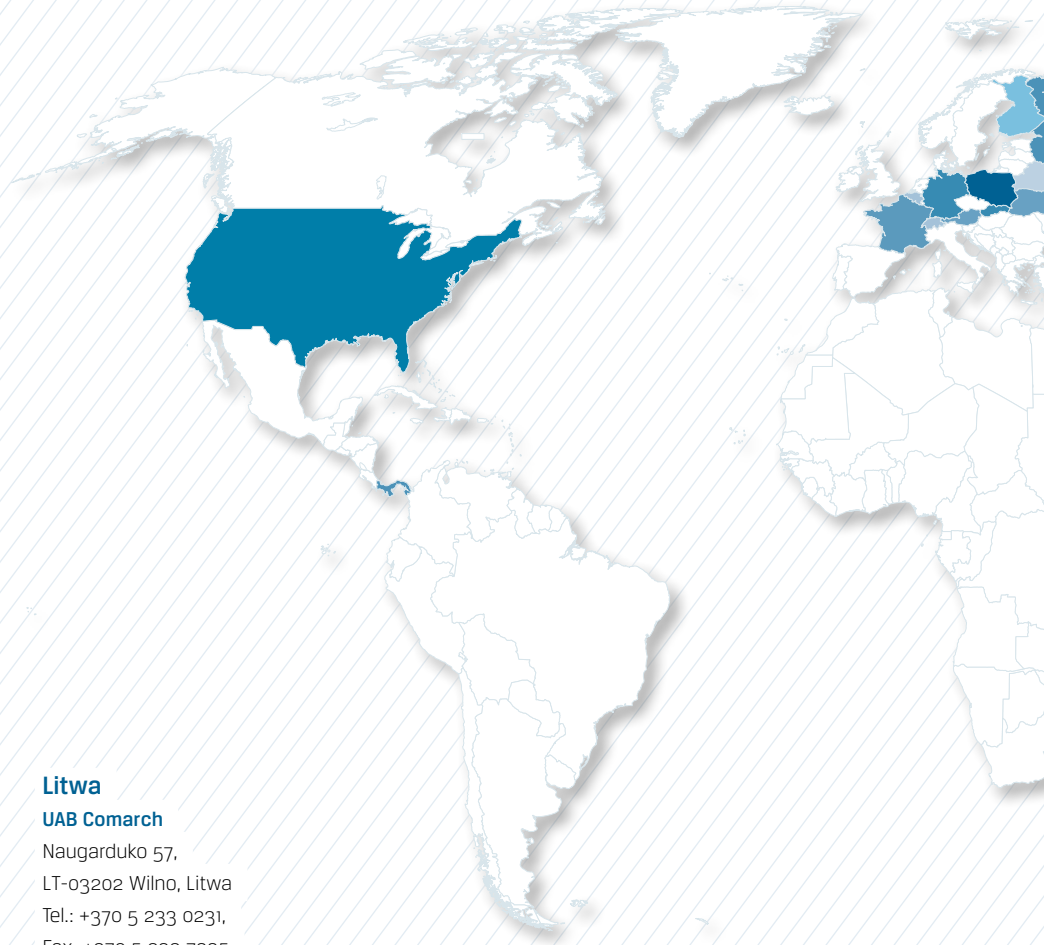 Litwa
UAB Comarch
Naugarduko 57,
LT-03202 Wilno, Litwa
Tel.: +370 5 233 0231,